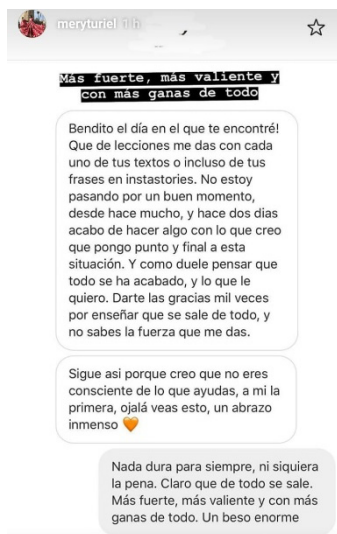 meryturiel 1 h
Más fuerte, más valiente y
con más ganas de todo
Bendito el día en el que te encontré!
Que de lecciones me das con cada
uno de tus textos o incluso de tus
frases en instastories. No estoy
pasando por un buen momento,
desde hace mucho, y hace dos dias
acabo de hacer algo con lo que creo
que pongo punto y final a esta
situación. Y como duele pensar que
todo se ha acabado, y lo que le
quiero. Darte las gracias mil veces
por enseñar que se sale de todo, y
no sabes la fuerza que me das.
Sigue asi porque creo que no eres
consciente de lo que ayudas, a mi la
primera, ojalá veas esto, un abrazo
inmenso 🧡
Nada dura para siempre, ni siquiera
la pena. Claro que de todo se sale.
Más fuerte, más valiente y con más
ganas de todo. Un beso enorme